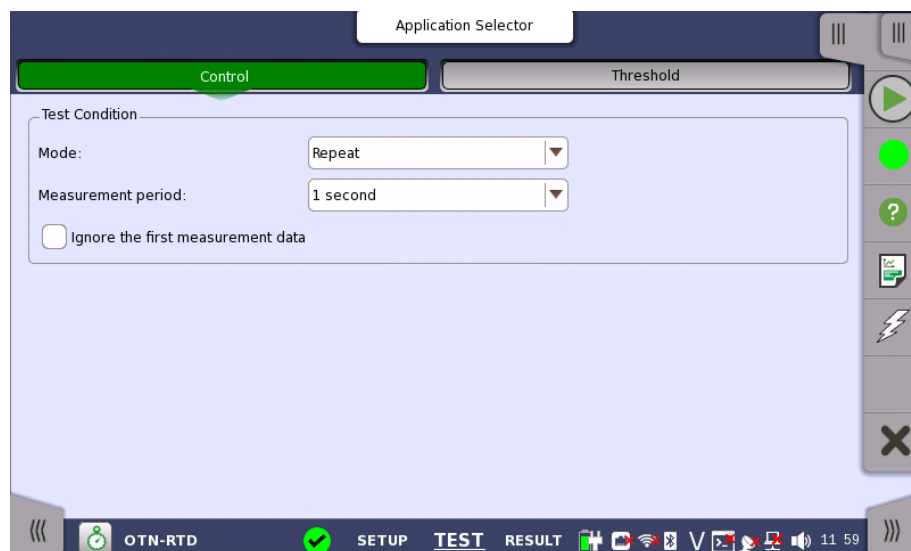 Application Selector
Control
Threshold
Test Condition
Mode:
Repeat
Measurement period:
1 second
Ignore the first measurement data
OTN-RTD
SETUP
TEST
RESULT
11 59